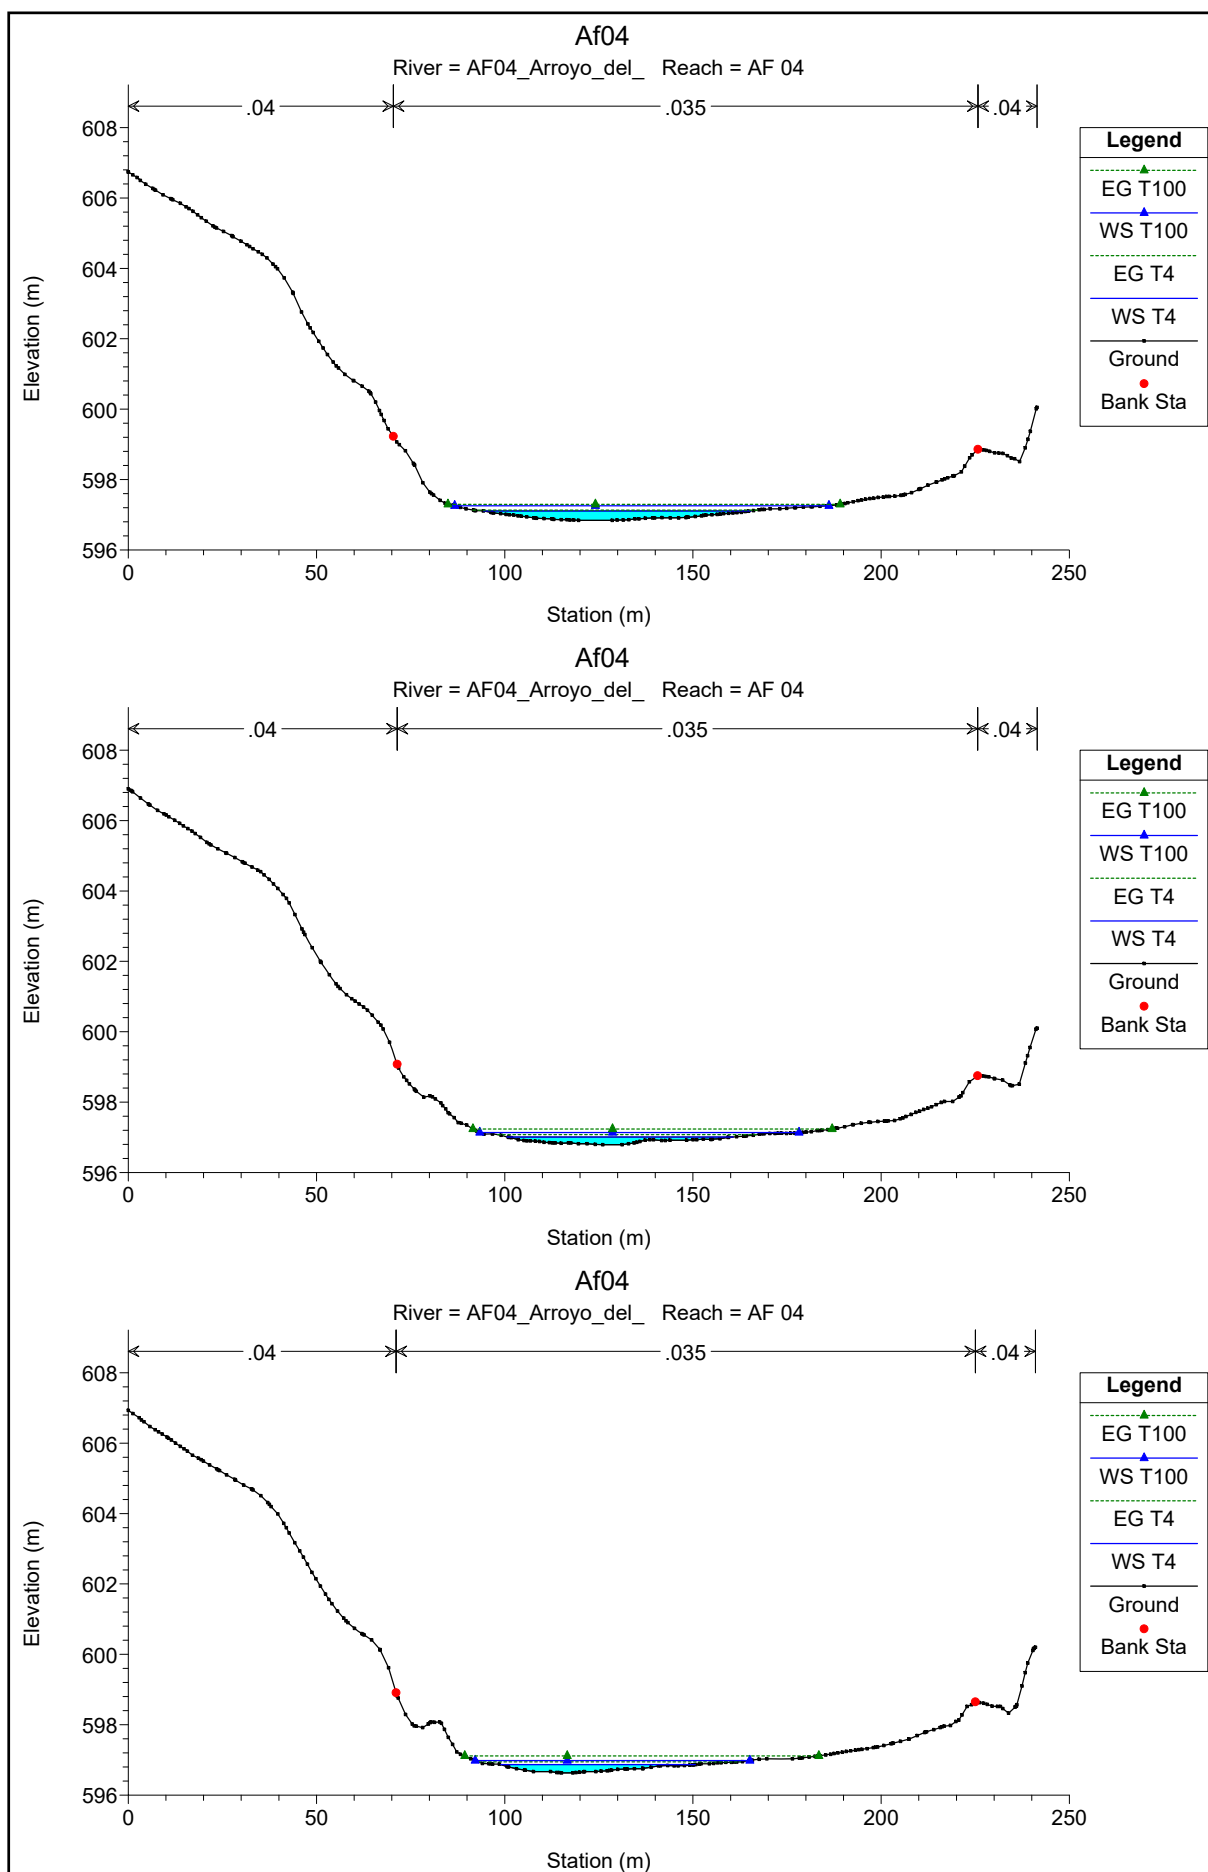 Af04
River = AF04_Arroyo_del_ Reach = AF 04
.04 .035 .04
608
606
604
602
600
598
596
Elevation (m)
0 50 100 150 200 250
Station (m)
Legend
EG T100
WS T100
EG T4
WS T4
Ground
Bank Sta
Af04
River = AF04_Arroyo_del_ Reach = AF 04
.04 .035 .04
608
606
604
602
600
598
596
Elevation (m)
0 50 100 150 200 250
Station (m)
Legend
EG T100
WS T100
EG T4
WS T4
Ground
Bank Sta
Af04
River = AF04_Arroyo_del_ Reach = AF 04
.04 .035 .04
608
606
604
602
600
598
596
Elevation (m)
0 50 100 150 200 250
Station (m)
Legend
EG T100
WS T100
EG T4
WS T4
Ground
Bank Sta